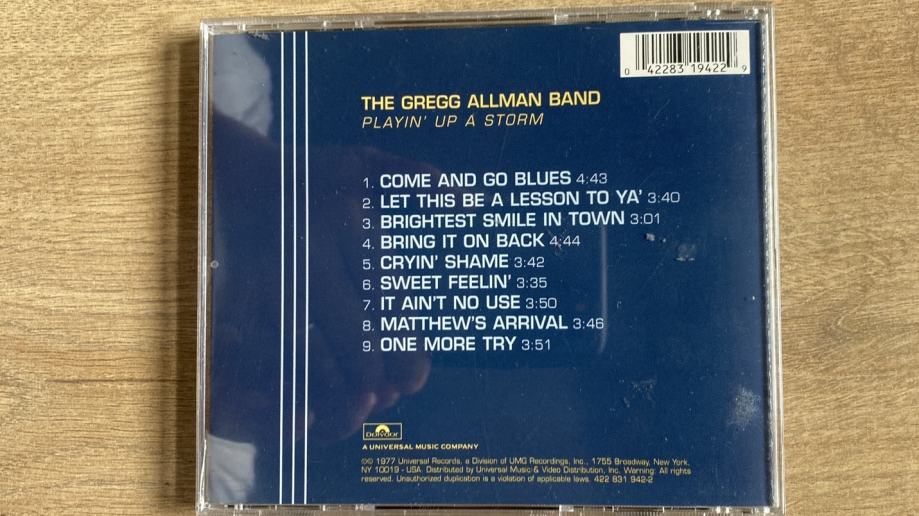 0 42283 19422 9
THE GREGG ALLMAN BAND
PLAYIN' UP A STORM
1. COME AND GO BLUES 4:43
2. LET THIS BE A LESSON TO YA' 3:40
3. BRIGHTEST SMILE IN TOWN 3:01
4. BRING IT ON BACK 4:44
5. CRYIN' SHAME 3:42
6. SWEET FEELIN' 3:35
7. IT AIN'T NO USE 3:50
8. MATTHEW'S ARRIVAL 3:46
9. ONE MORE TRY 3:51
Polydor
A UNIVERSAL MUSIC COMPANY
℗© 1977 Universal Records, a Division of UMG Recordings, Inc., 1755 Broadway, New York,
NY 10019 - USA. Distributed by Universal Music & Video Distribution, Inc. Warning: All rights
reserved. Unauthorized duplication is a violation of applicable laws. 422 831 942-2